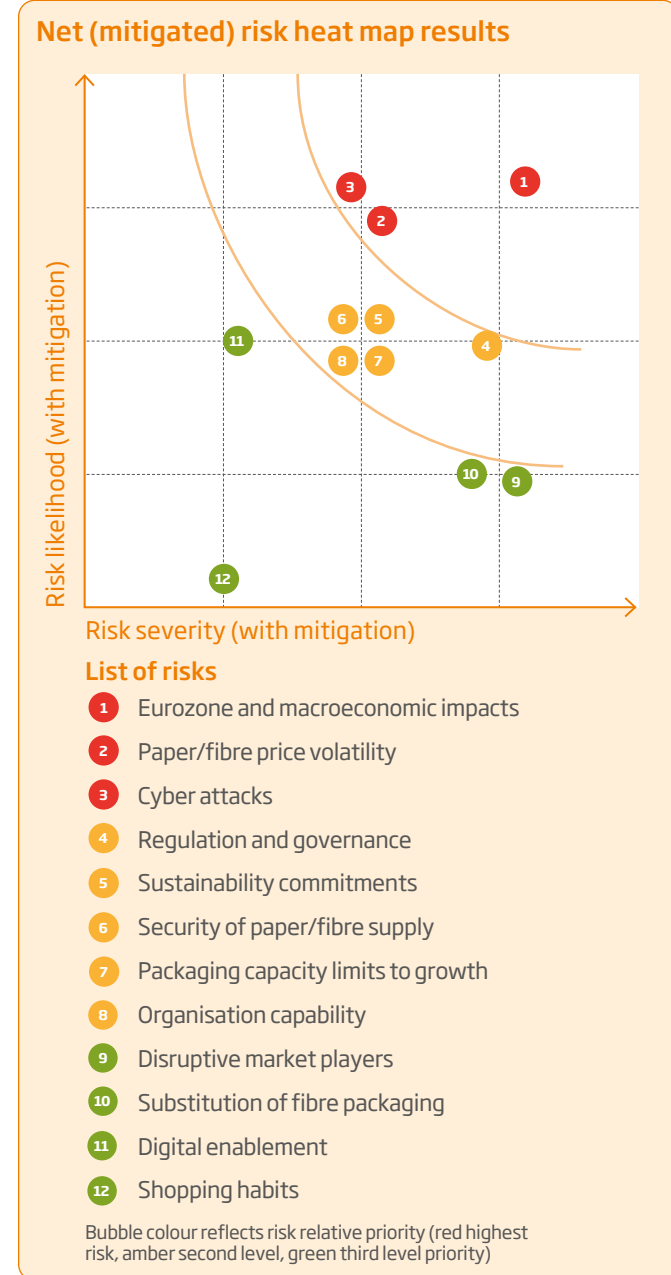 Net (mitigated) risk heat map results
Risk likelihood (with mitigation)
3
1
2
6
5
11
4
8
7
10
9
12
Risk severity (with mitigation)
List of risks
1 Eurozone and macroeconomic impacts
2 Paper/fibre price volatility
3 Cyber attacks
4 Regulation and governance
5 Sustainability commitments
6 Security of paper/fibre supply
7 Packaging capacity limits to growth
8 Organisation capability
9 Disruptive market players
10 Substitution of fibre packaging
11 Digital enablement
12 Shopping habits
Bubble colour reflects risk relative priority (red highest
risk, amber second level, green third level priority)